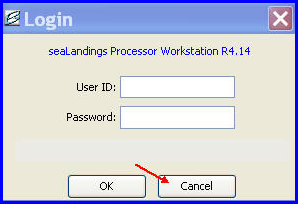 Login
seaLandings Processor Workstation R4.14
User ID:
Password:
OK Cancel